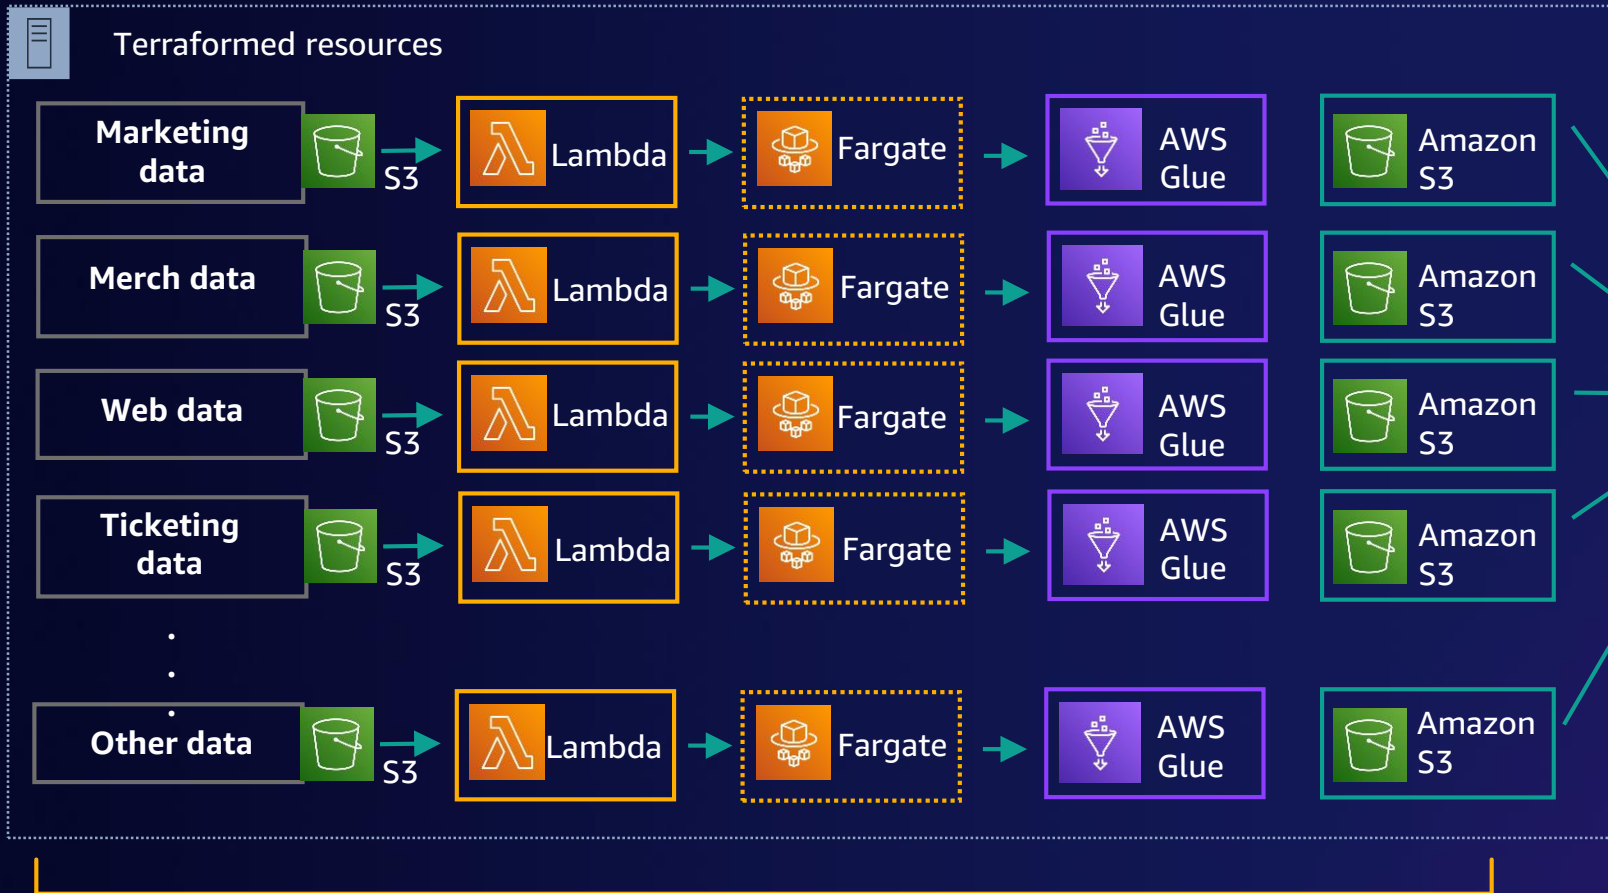 Terraformed resources
Marketing
data
S3
Lambda
Fargate
AWS
Glue
Amazon
S3
Merch data
S3
Lambda
Fargate
AWS
Glue
Amazon
S3
Web data
S3
Lambda
Fargate
AWS
Glue
Amazon
S3
Ticketing
data
S3
Lambda
Fargate
AWS
Glue
Amazon
S3
.
.
.
Other data
S3
Lambda
Fargate
AWS
Glue
Amazon
S3